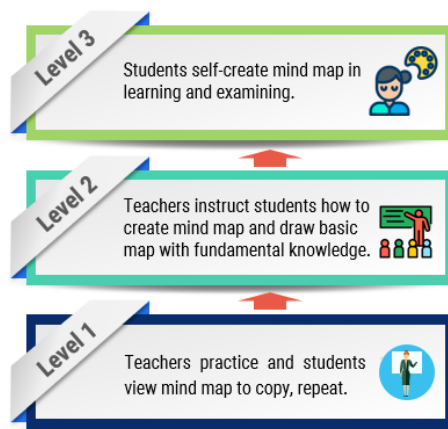 Level 3
Students self-create mind map in
learning and examining.
Level 2
Teachers instruct students how to
create mind map and draw basic
map with fundamental knowledge.
Level 1
Teachers practice and students
view mind map to copy, repeat.